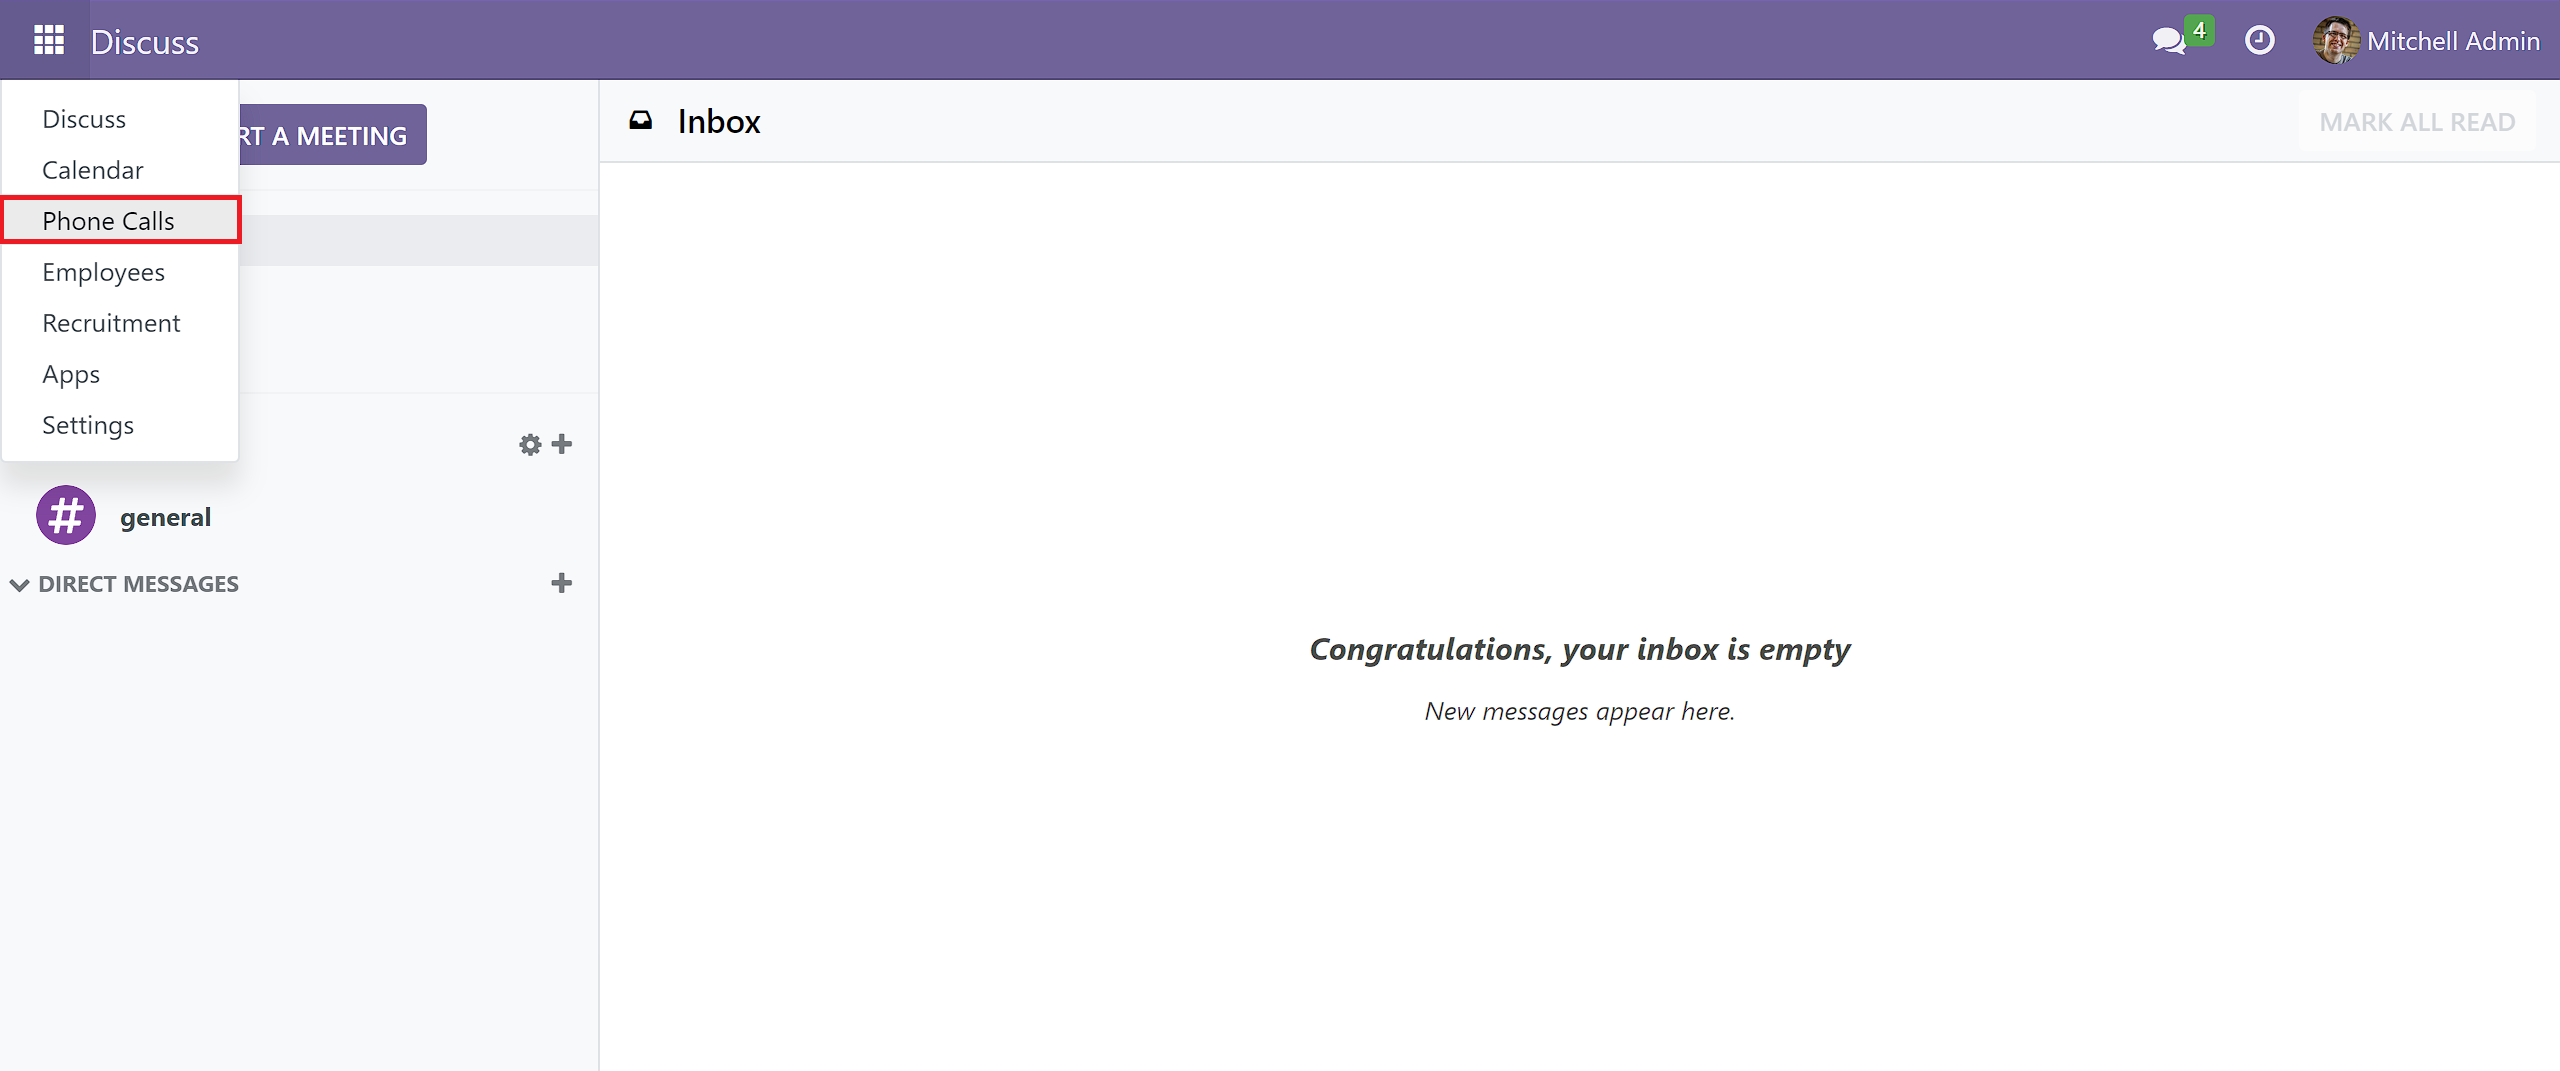 Discuss
4
Mitchell Admin
Discuss
Calendar
Phone Calls
Employees
Recruitment
Apps
Settings
RT A MEETING
Inbox
MARK ALL READ
# general
DIRECT MESSAGES
Congratulations, your inbox is empty
New messages appear here.